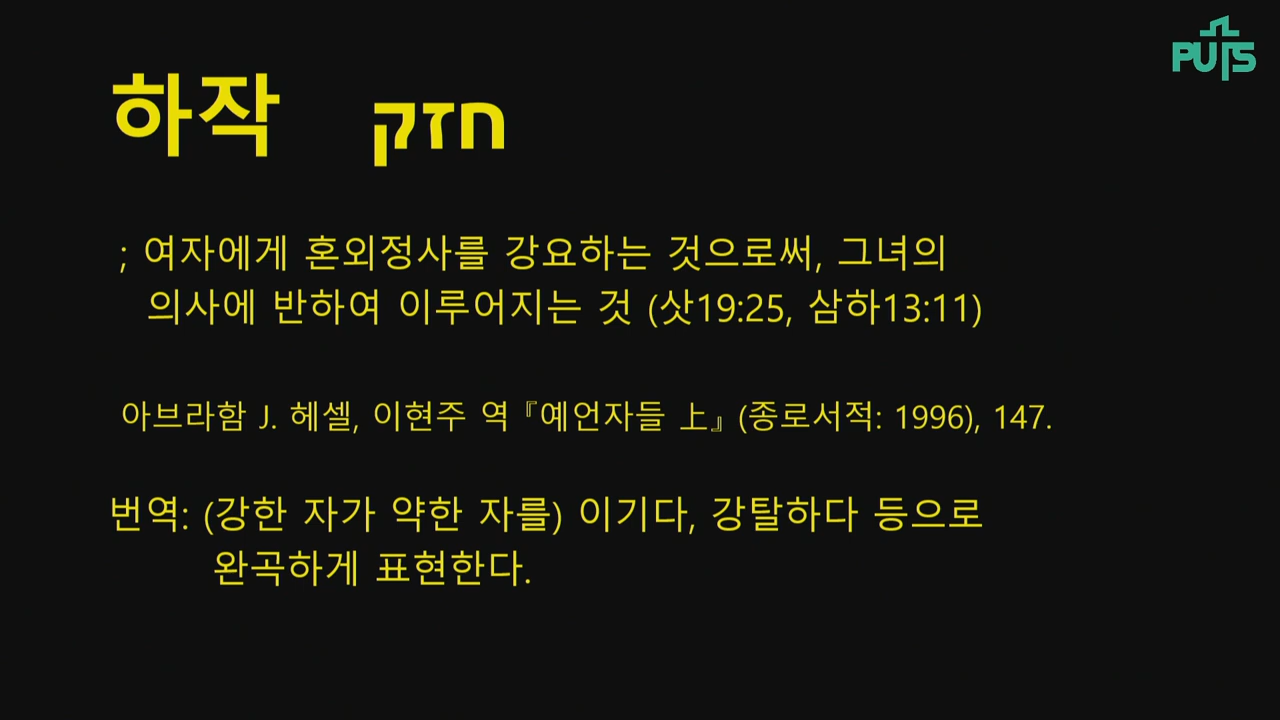 PUTS
하작 חזק
; 여자에게 혼외정사를 강요하는 것으로써, 그녀의
의사에 반하여 이루어지는 것 (삿19:25, 삼하13:11)
아브라함 J. 헤셀, 이현주 역 『예언자들 上』 (종로서적: 1996), 147.
번역: (강한 자가 약한 자를) 이기다, 강탈하다 등으로
완곡하게 표현한다.